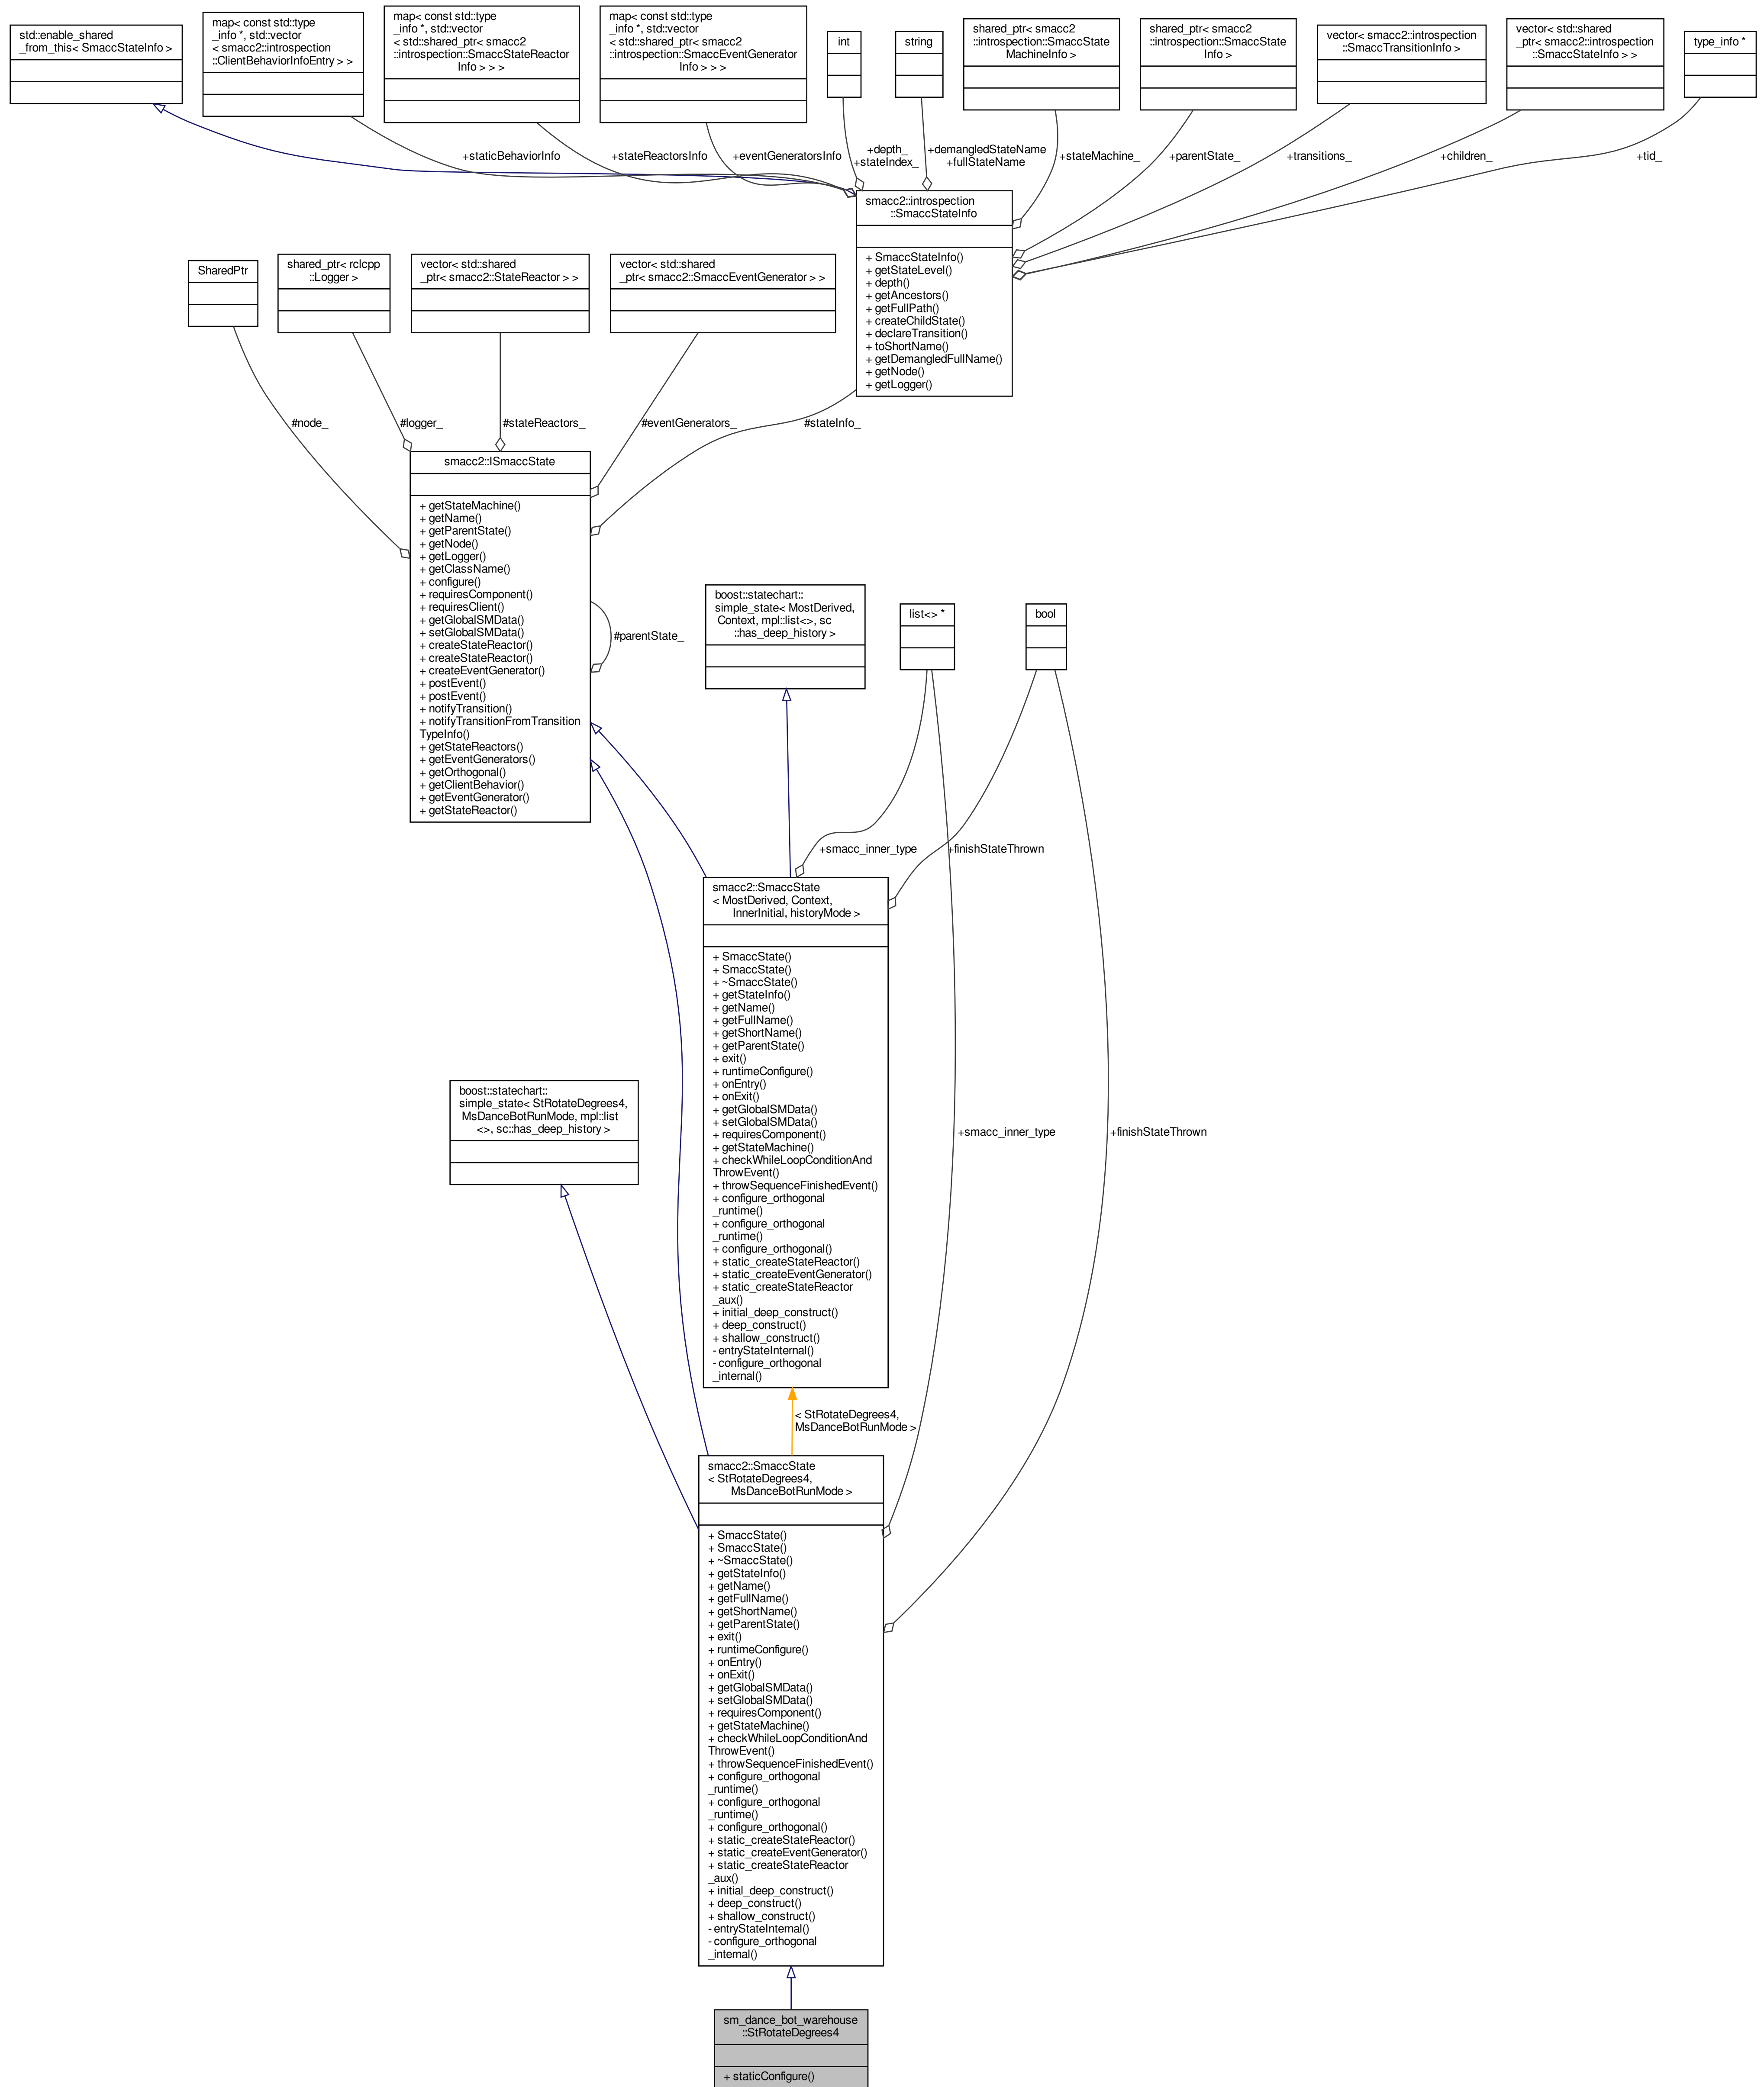 std::enable_shared
_from_this< SmaccStateInfo >
map< const std::type
_info *, std::vector
< smacc2::introspection
::ClientBehaviorInfoEntry > >
map< const std::type
_info *, std::vector
< std::shared_ptr< smacc2
::introspection::SmaccStateReactor
Info > > >
map< const std::type
_info *, std::vector
< std::shared_ptr< smacc2
::introspection::SmaccEventGenerator
Info > > >
int
string
shared_ptr< smacc2
::introspection::SmaccState
MachineInfo >
shared_ptr< smacc2
::introspection::SmaccState
Info >
vector< smacc2::introspection
::SmaccTransitionInfo >
vector< std::shared
_ptr< smacc2::introspection
::SmaccStateInfo > >
type_info *
+staticBehaviorInfo
+stateReactorsInfo
+eventGeneratorsInfo
+depth_
+stateIndex_
+demangledStateName
+fullStateName
+stateMachine_
+parentState_
+transitions_
+children_
+tid_
smacc2::introspection
::SmaccStateInfo
+ SmaccStateInfo()
+ getStateLevel()
+ depth()
+ getAncestors()
+ getFullPath()
+ createChildState()
+ declareTransition()
+ toShortName()
+ getDemangledFullName()
+ getNode()
+ getLogger()
SharedPtr
shared_ptr< rclcpp
::Logger >
vector< std::shared
_ptr< smacc2::StateReactor > >
vector< std::shared
_ptr< smacc2::SmaccEventGenerator > >
#node_
#logger_
#stateReactors_
#eventGenerators_
#stateInfo_
smacc2::ISmaccState
+ getStateMachine()
+ getName()
+ getParentState()
+ getNode()
+ getLogger()
+ getClassName()
+ configure()
+ requiresComponent()
+ requiresClient()
+ getGlobalSMData()
+ setGlobalSMData()
+ createStateReactor()
+ createStateReactor()
+ createEventGenerator()
+ postEvent()
+ postEvent()
+ notifyTransition()
+ notifyTransitionFromTransition
TypeInfo()
+ getStateReactors()
+ getEventGenerators()
+ getOrthogonal()
+ getClientBehavior()
+ getEventGenerator()
+ getStateReactor()
#parentState_
boost::statechart::
simple_state< MostDerived,
Context, mpl::list<>, sc
::has_deep_history >
list<> *
bool
+smacc_inner_type
+finishStateThrown
smacc2::SmaccState
< MostDerived, Context,
InnerInitial, historyMode >
+ SmaccState()
+ SmaccState()
+ ~SmaccState()
+ getStateInfo()
+ getName()
+ getFullName()
+ getShortName()
+ getParentState()
+ exit()
+ runtimeConfigure()
+ onEntry()
+ onExit()
+ getGlobalSMData()
+ setGlobalSMData()
+ requiresComponent()
+ getStateMachine()
+ checkWhileLoopConditionAnd
ThrowEvent()
+ throwSequenceFinishedEvent()
+ configure_orthogonal
_runtime()
+ configure_orthogonal
_runtime()
+ configure_orthogonal()
+ static_createStateReactor()
+ static_createEventGenerator()
+ static_createStateReactor
_aux()
+ initial_deep_construct()
+ deep_construct()
+ shallow_construct()
- entryStateInternal()
- configure_orthogonal
_internal()
boost::statechart::
simple_state< StRotateDegrees4,
MsDanceBotRunMode, mpl::list
<>, sc::has_deep_history >
+smacc_inner_type
+finishStateThrown
< StRotateDegrees4,
MsDanceBotRunMode >
smacc2::SmaccState
< StRotateDegrees4,
MsDanceBotRunMode >
+ SmaccState()
+ SmaccState()
+ ~SmaccState()
+ getStateInfo()
+ getName()
+ getFullName()
+ getShortName()
+ getParentState()
+ exit()
+ runtimeConfigure()
+ onEntry()
+ onExit()
+ getGlobalSMData()
+ setGlobalSMData()
+ requiresComponent()
+ getStateMachine()
+ checkWhileLoopConditionAnd
ThrowEvent()
+ throwSequenceFinishedEvent()
+ configure_orthogonal
_runtime()
+ configure_orthogonal
_runtime()
+ configure_orthogonal()
+ static_createStateReactor()
+ static_createEventGenerator()
+ static_createStateReactor
_aux()
+ initial_deep_construct()
+ deep_construct()
+ shallow_construct()
- entryStateInternal()
- configure_orthogonal
_internal()
sm_dance_bot_warehouse
::StRotateDegrees4
+ staticConfigure()